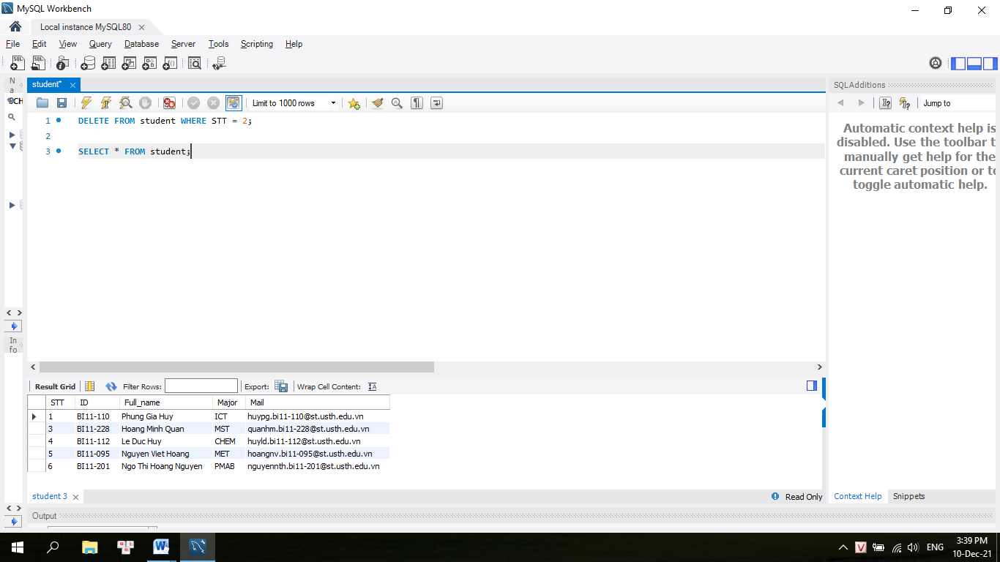 MySQL Workbench
Local instance MySQL80
File Edit View Query Database Server Tools Scripting Help
student*
SQLAdditions
Na
SCH
Limit to 1000 rows
Jump to
1 DELETE FROM student WHERE STT = 2;
2
3 SELECT * FROM student;
Automatic context help is
disabled. Use the toolbar t
manually get help for the
current caret position or to
toggle automatic help.
Info
Result Grid Filter Rows: Export: Wrap Cell Content:
STT ID Full_name Major Mail
1 BI11-110 Phung Gia Huy ICT huypg.bi11-110@st.usth.edu.vn
3 BI11-228 Hoang Minh Quan MST quanhm.bi11-228@st.usth.edu.vn
4 BI11-112 Le Duc Huy CHEM huyld.bi11-112@st.usth.edu.vn
5 BI11-095 Nguyen Viet Hoang MET hoangnv.bi11-095@st.usth.edu.vn
6 BI11-201 Ngo Thi Hoang Nguyen PMAB nguyennth.bi11-201@st.usth.edu.vn
student 3
Read Only
Context Help Snippets
Output
ENG
3:39 PM
10-Dec-21